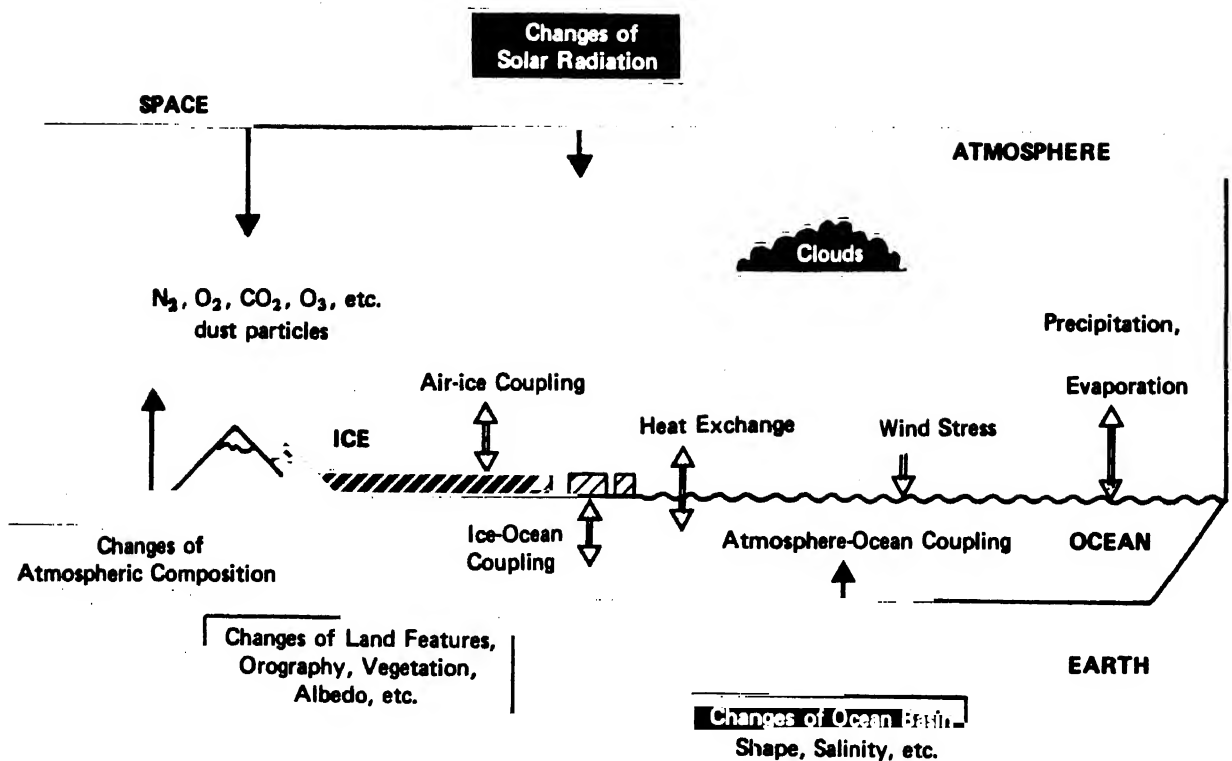 Changes of
Solar Radiation
SPACE
ATMOSPHERE
Clouds
N₂, O₂, CO₂, O₃, etc.
dust particles
Precipitation,
Air-ice Coupling
Evaporation
ICE
Heat Exchange
Wind Stress
Changes of
Atmospheric Composition
Ice-Ocean
Coupling
Atmosphere-Ocean Coupling
OCEAN
Changes of Land Features,
Orography, Vegetation,
Albedo, etc.
EARTH
Changes of Ocean Basin
Shape, Salinity, etc.